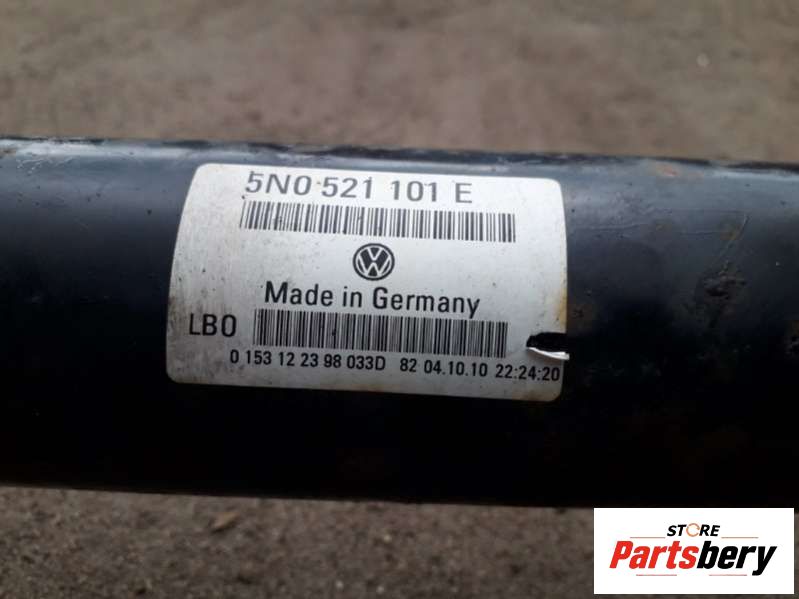 5N0 521 101 E
Made in Germany
LB0
0 153 12 23 98 033D 82 04.10.10 22:24:20
STORE
Partsbery